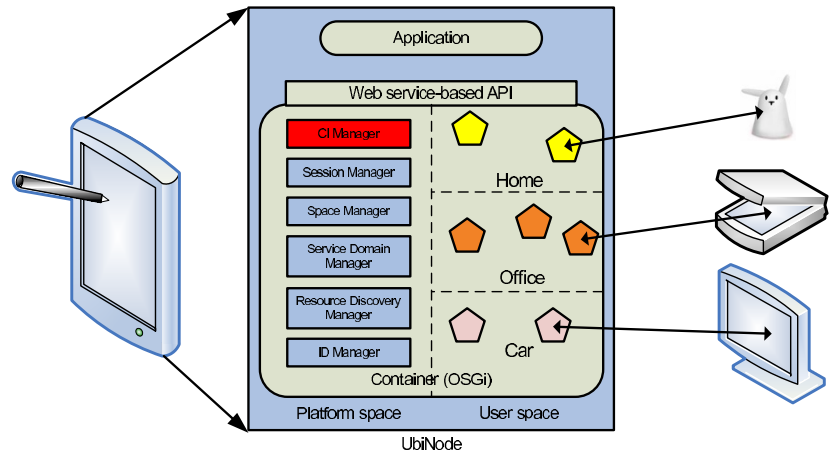 Application
Web service-based API
CI Manager
Session Manager
Space Manager
Service Domain
Manager
Resource Discovery
Manager
ID Manager
Home
Office
Car
Container (OSGi)
Platform space
User space
UbiNode